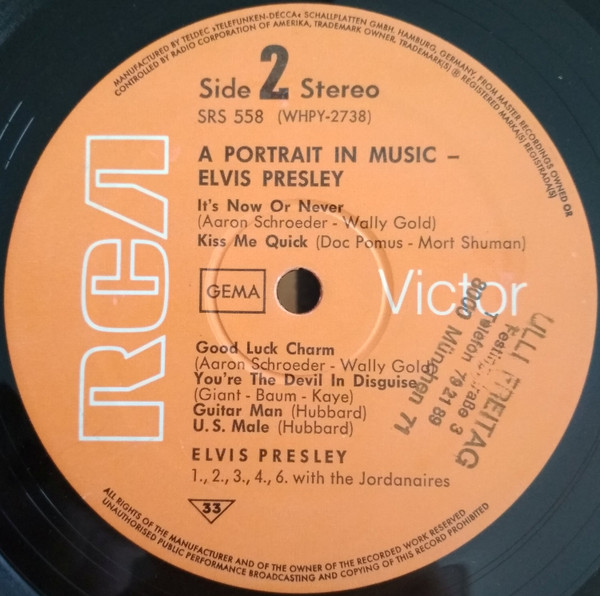 MANUFACTURED BY TELDEC »TELEFUNKEN-DECCA« SCHALLPLATTEN GMBH, HAMBURG, GERMANY, FROM MASTER RECORDINGS OWNED OR
CONTROLLED BY RADIO CORPORATION OF AMERIKA, TRADEMARK OWNER, TRADEMARK(S) ® REGISTERED MARKA(S) REGISTRADA(S)
Side 2 Stereo
SRS 558 (WHPY-2738)
A PORTRAIT IN MUSIC –
ELVIS PRESLEY
It's Now Or Never
(Aaron Schroeder - Wally Gold)
Kiss Me Quick (Doc Pomus - Mort Shuman)
RCA
GEMA
Victor
Good Luck Charm
(Aaron Schroeder - Wally Gold)
You're The Devil In Disguise
(Giant - Baum - Kaye)
Guitar Man (Hubbard)
U. S. Male (Hubbard)
ELVIS PRESLEY
1., 2., 3., 4., 6. with the Jordanaires
33
ULLI FREITAG
3
Telefon 79 21 89
8000 München 71
ALL RIGHTS OF THE MANUFACTURER AND OF THE OWNER OF THE RECORDED WORK RESERVED
UNAUTHORISED PUBLIC PERFORMANCE BROADCASTING AND COPYING OF THIS RECORD PROHIBITED